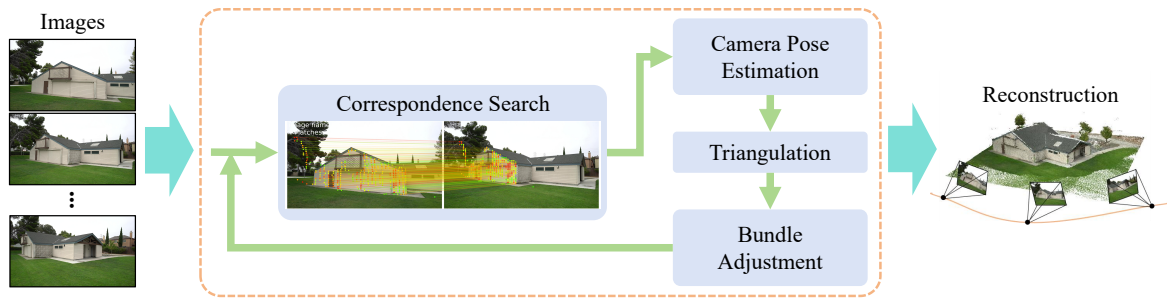 Images
Correspondence Search
Camera Pose
Estimation
Triangulation
Bundle
Adjustment
Reconstruction